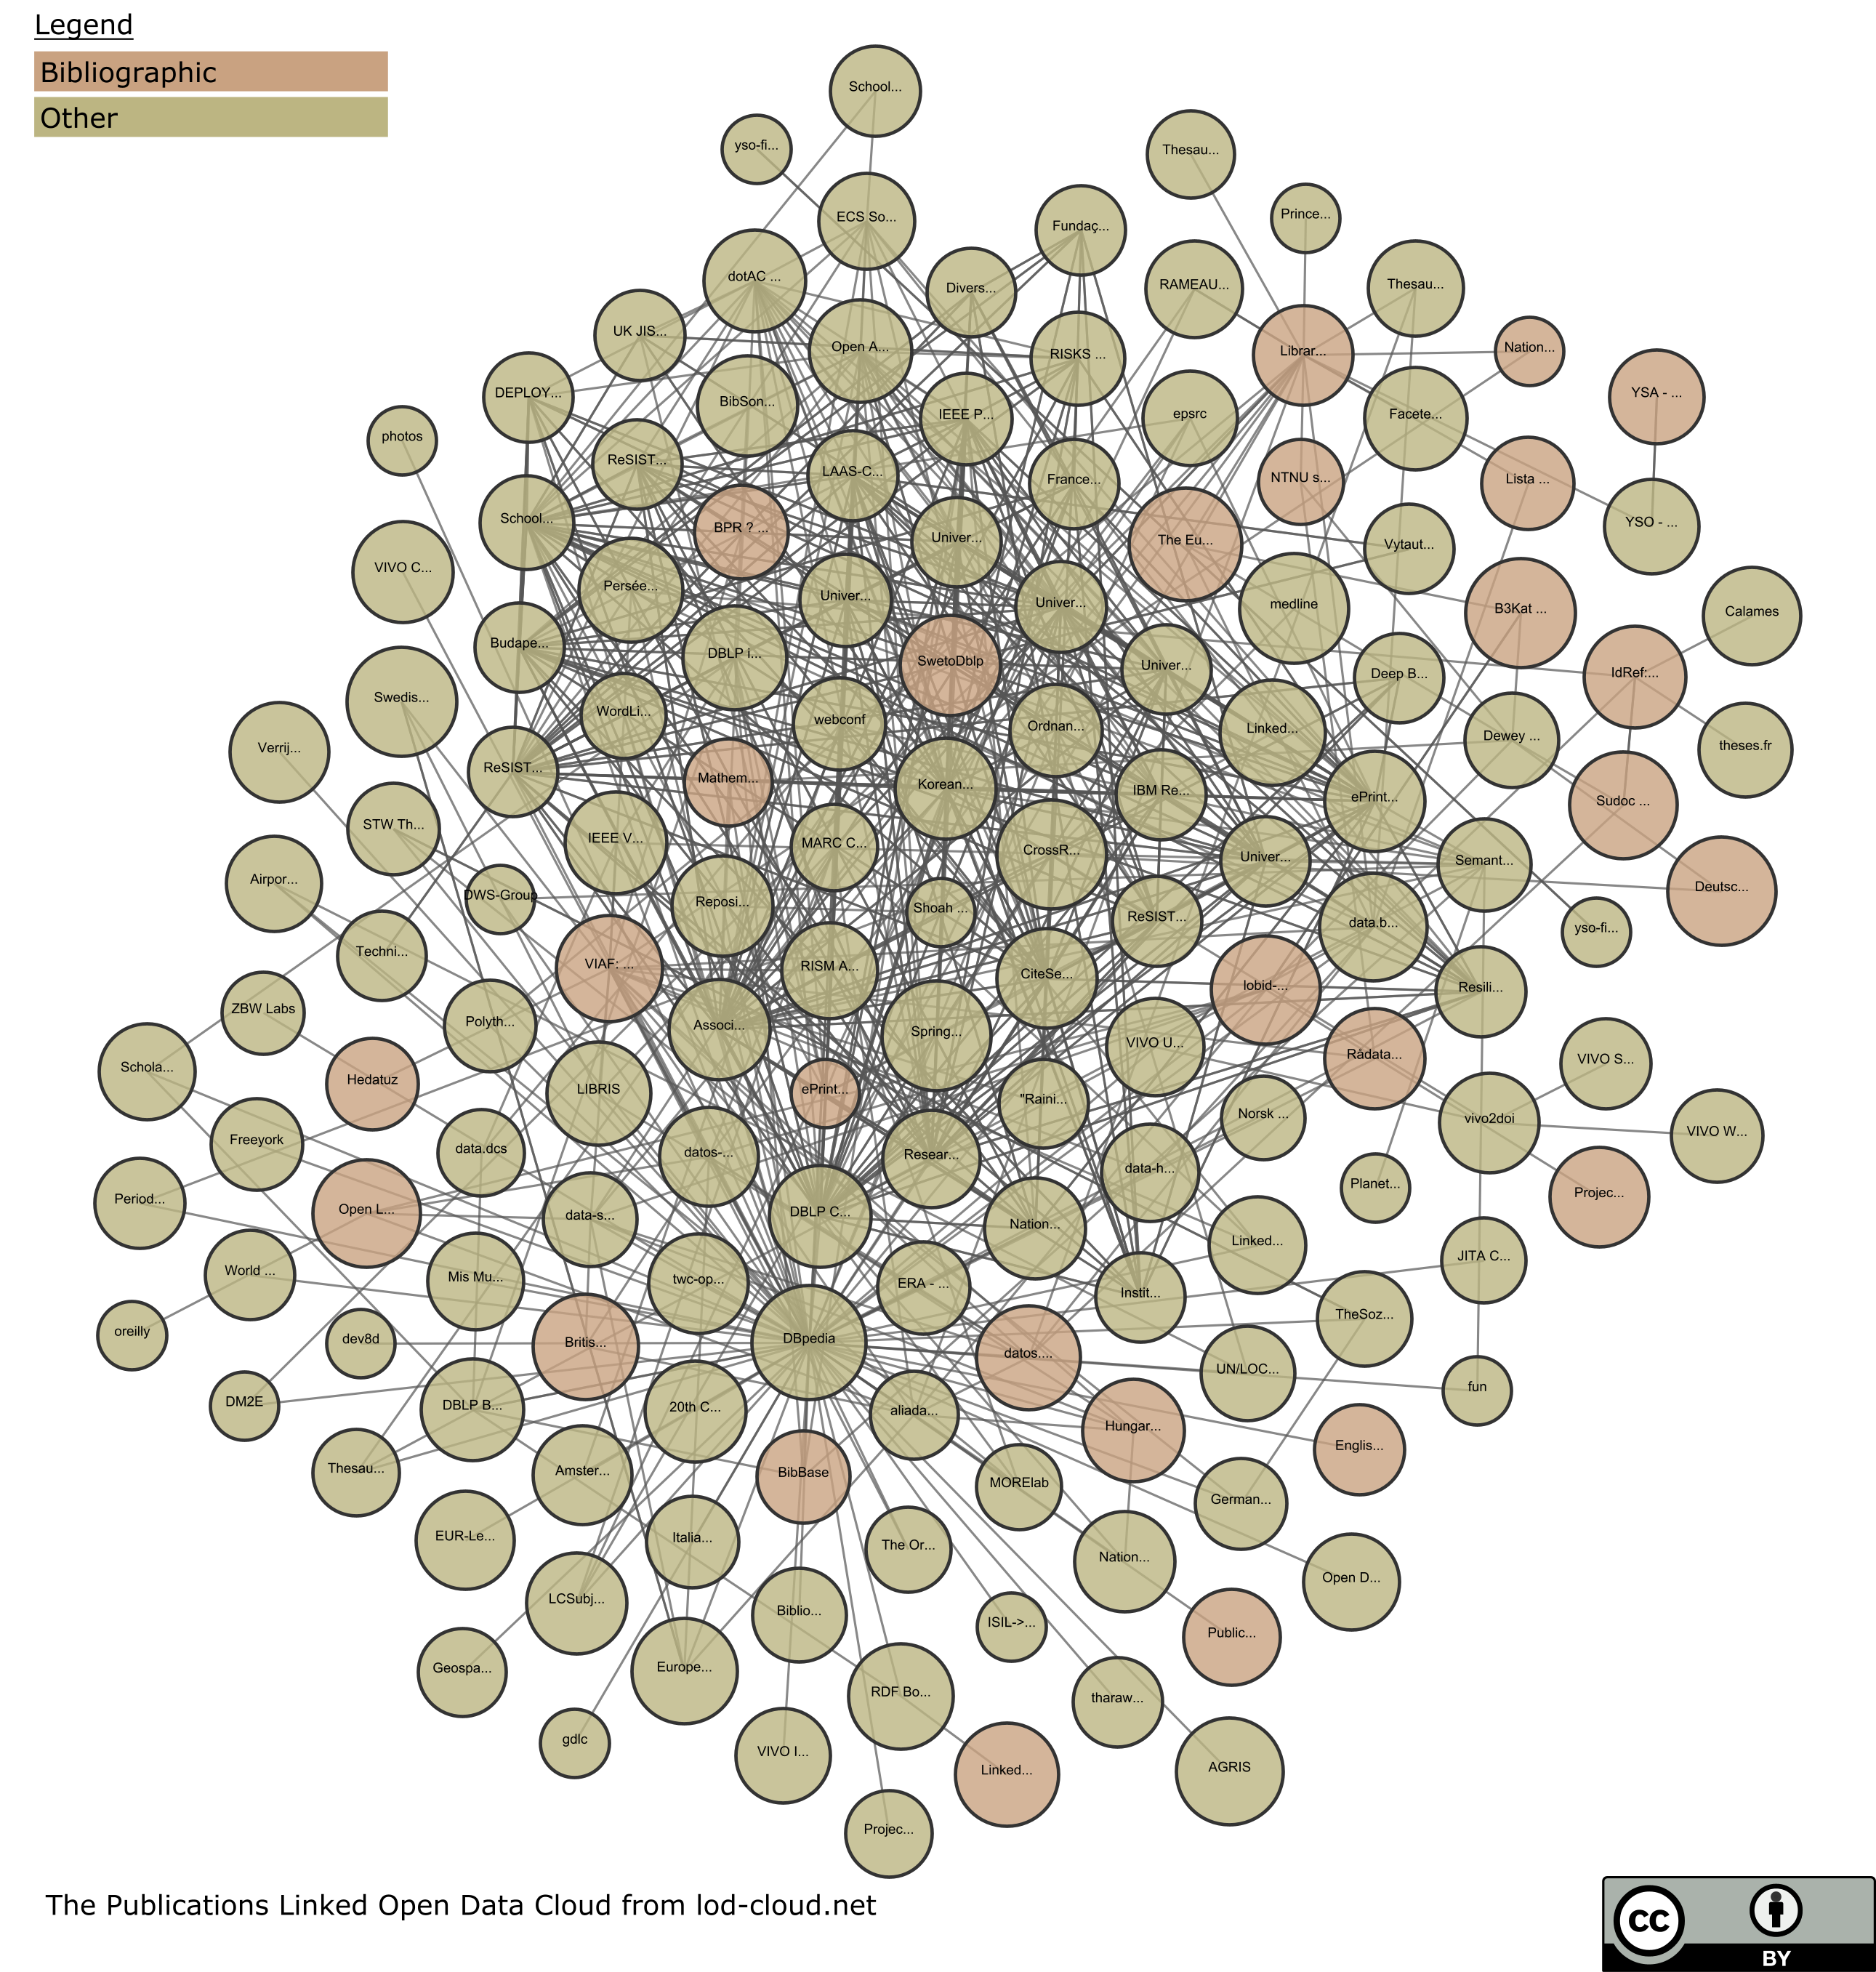 Legend
Bibliographic
Other
School...
yso-fi...
Thesau...
Prince...
ECS So...
Fundaç...
dotAC ...
Divers...
RAMEAU...
Thesau...
UK JIS...
Open A...
RISKS ...
Librar...
Nation...
DEPLOY...
BibSon...
IEEE P...
epsrc
Facete...
YSA - ...
photos
ReSIST...
LAAS-C...
France...
NTNU s...
Lista ...
School...
BPR ? ...
Univer...
The Eu...
Vytaut...
YSO - ...
VIVO C...
Persée...
Univer...
Univer...
medline
B3Kat ...
Calames
Budape...
DBLP i...
SwetoDblp
Univer...
Deep B...
IdRef:...
Swedis...
WordLi...
webconf
Ordnan...
Linked...
Dewey ...
theses.fr
Verrij...
ReSIST...
Mathem...
Korean...
IBM Re...
ePrint...
Sudoc ...
STW Th...
IEEE V...
MARC C...
CrossR...
Univer...
Semant...
Deutsc...
Airpor...
DWS-Group
Reposi...
Shoah ...
ReSIST...
data.b...
yso-fi...
Techni...
VIAF: ...
RISM A...
CiteSe...
lobid-...
Resili...
ZBW Labs
Polyth...
Associ...
Spring...
VIVO U...
Rådata...
VIVO S...
Schola...
Hedatuz
LIBRIS
ePrint...
"Raini...
Norsk ...
vivo2doi
VIVO W...
Freeyork
data.dcs
datos-...
Resear...
data-h...
Planet...
Projec...
Period...
Open L...
data-s...
DBLP C...
Nation...
Linked...
JITA C...
World ...
Mis Mu...
twc-op...
ERA - ...
Instit...
TheSoz...
oreilly
dev8d
Britis...
DBpedia
datos....
UN/LOC...
fun
DM2E
DBLP B...
20th C...
aliada...
Hungar...
Englis...
Thesau...
Amster...
BibBase
MORElab
German...
EUR-Le...
Italia...
The Or...
Nation...
Open D...
LCSubj...
Biblio...
ISIL->...
Public...
Geospa...
Europe...
RDF Bo...
tharaw...
gdlc
VIVO I...
Linked...
AGRIS
Projec...
The Publications Linked Open Data Cloud from lod-cloud.net
cc
BY